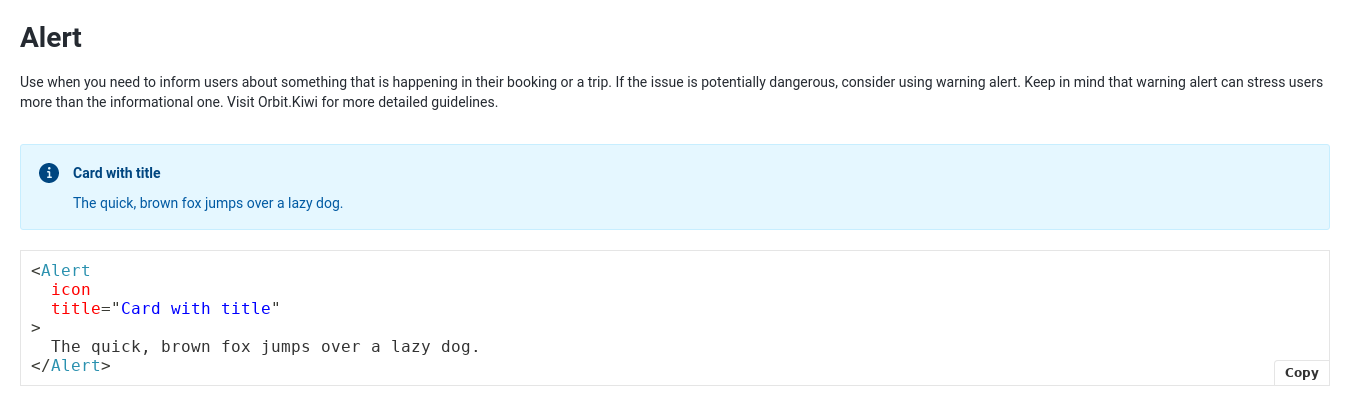 Alert
Use when you need to inform users about something that is happening in their booking or a trip. If the issue is potentially dangerous, consider using warning alert. Keep in mind that warning alert can stress users
more than the informational one. Visit Orbit.Kiwi for more detailed guidelines.
Card with title
The quick, brown fox jumps over a lazy dog.
<Alert
  icon
  title="Card with title"
>
  The quick, brown fox jumps over a lazy dog.
</Alert>
Copy